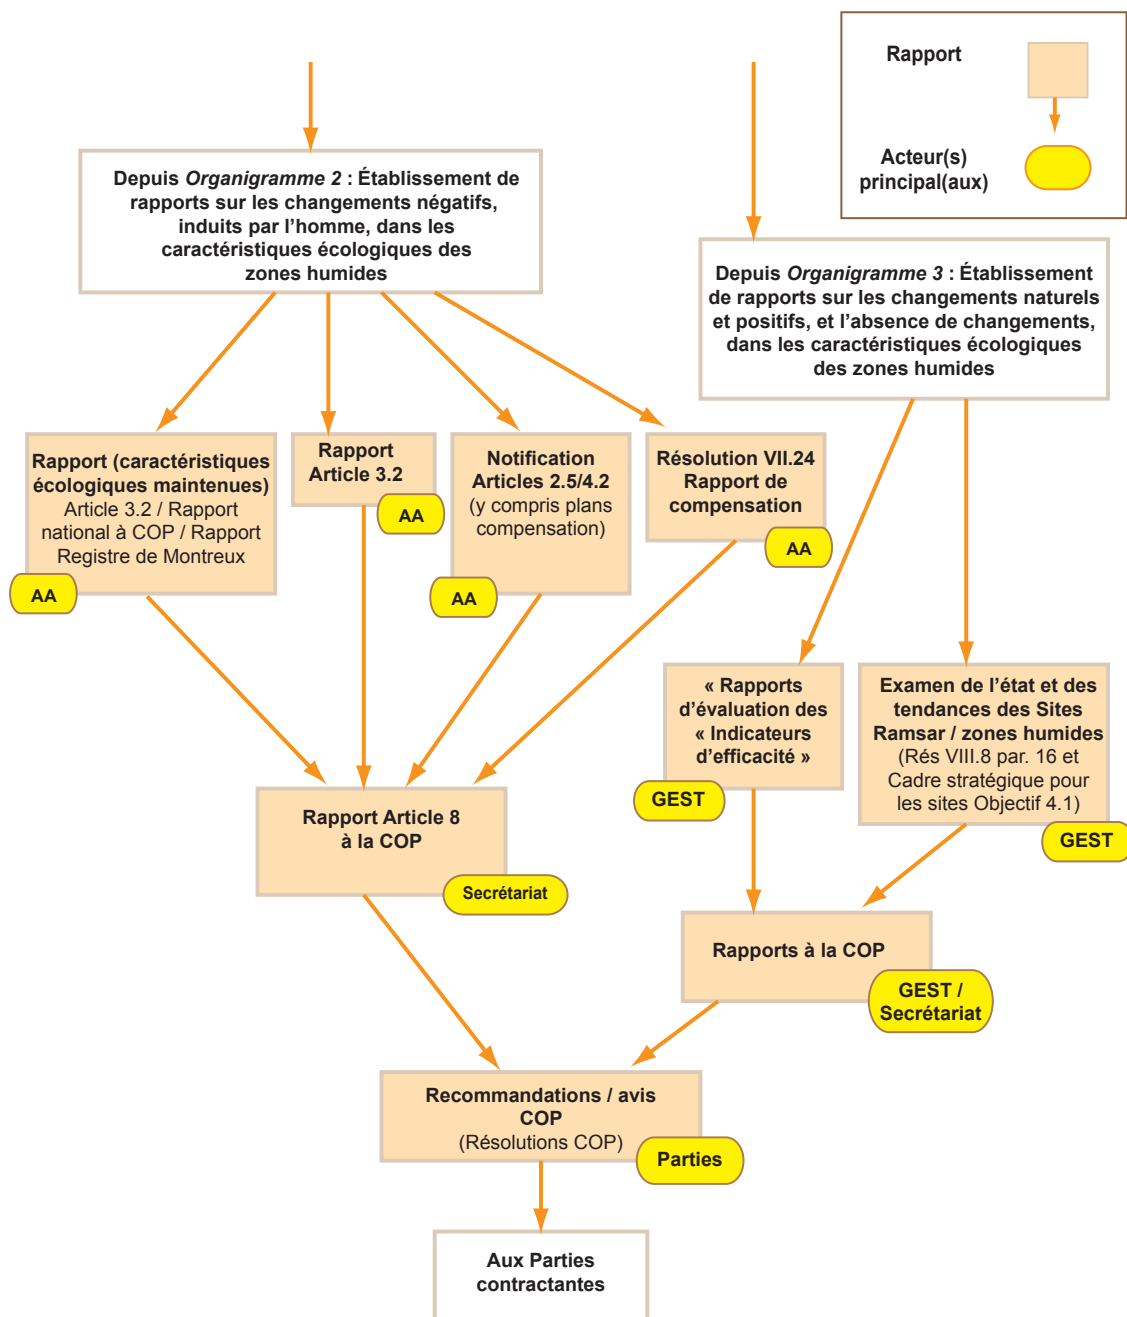 Rapport
Acteur(s)
principal(aux)
Depuis Organigramme 2 : Établissement de
rapports sur les changements négatifs,
induits par l'homme, dans les
caractéristiques écologiques des
zones humides
Depuis Organigramme 3 : Établissement
de rapports sur les changements naturels
et positifs, et l'absence de changements,
dans les caractéristiques écologiques
des zones humides
Rapport (caractéristiques
écologiques maintenues)
Article 3.2 / Rapport
national à COP / Rapport
Registre de Montreux
AA
Rapport
Article 3.2
AA
Notification
Articles 2.5/4.2
(y compris plans
compensation)
AA
Résolution VII.24
Rapport de
compensation
AA
« Rapports
d'évaluation des
« Indicateurs
d'efficacité »
GEST
Examen de l'état et des
tendances des Sites
Ramsar / zones humides
(Rés VIII.8 par. 16 et
Cadre stratégique pour
les sites Objectif 4.1)
GEST
Rapport Article 8
à la COP
Secrétariat
Rapports à la COP
GEST /
Secrétariat
Recommandations / avis
COP
(Résolutions COP)
Parties
Aux Parties
contractantes